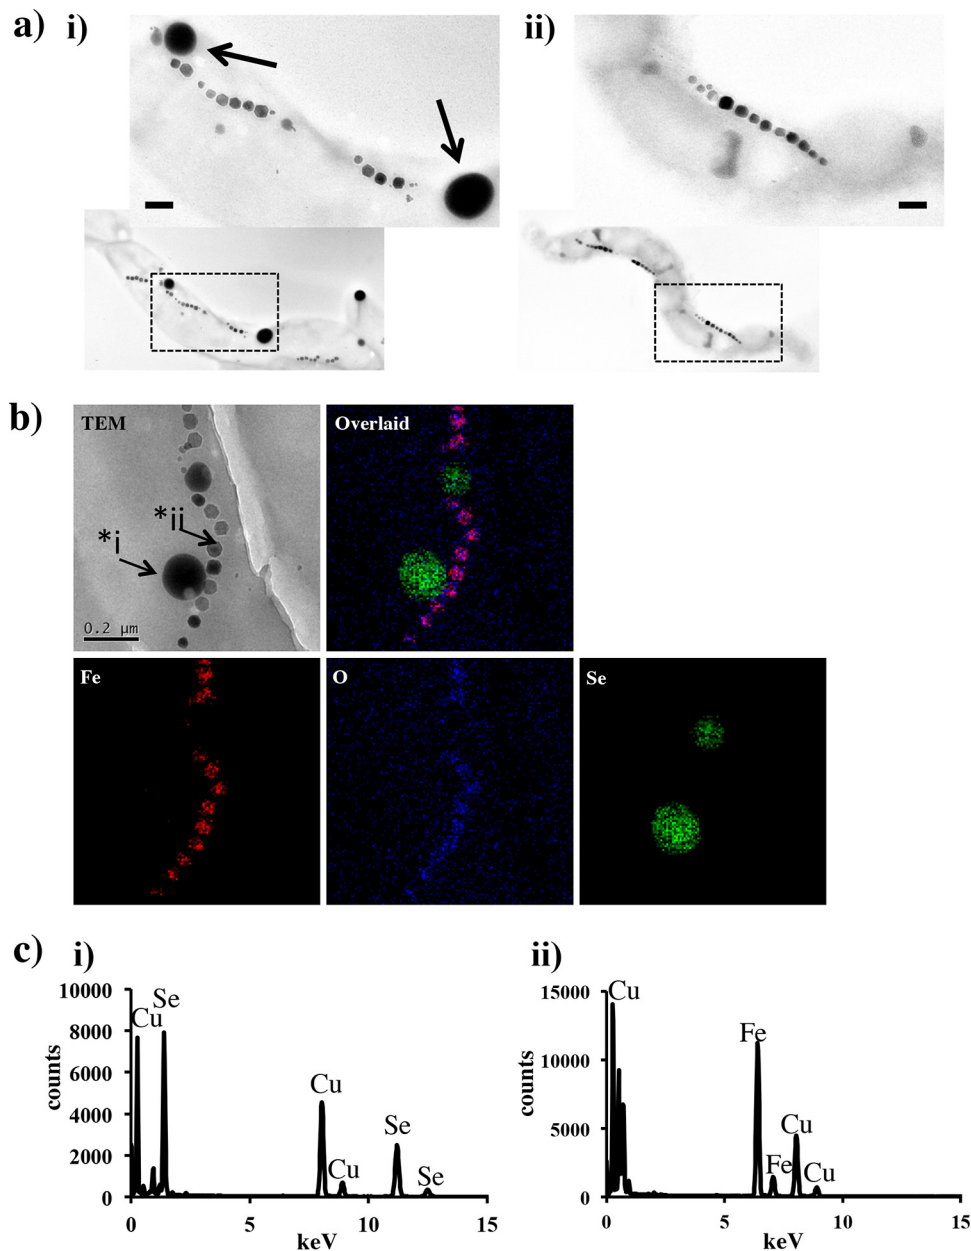 a) i) ii)
b) TEM Overlaid
*ii
*i
0.2 μm
Fe O Se
c) i) ii)
10000
8000
6000
4000
2000
0
counts
Cu Se
Cu
Cu
Se
Se
0 5 10 15
keV
15000
10000
5000
0
counts
Cu
Fe
Fe
Cu
Cu
0 5 10 15
keV